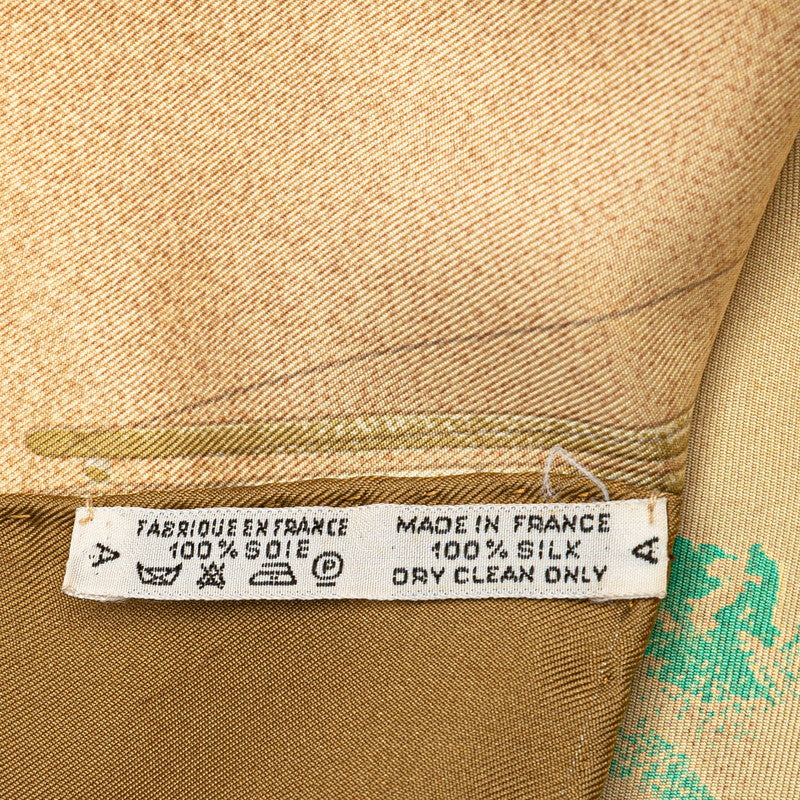 A
FABRIQUE EN FRANCE
100% SOIE
P
MADE IN FRANCE
100% SILK
DRY CLEAN ONLY
A